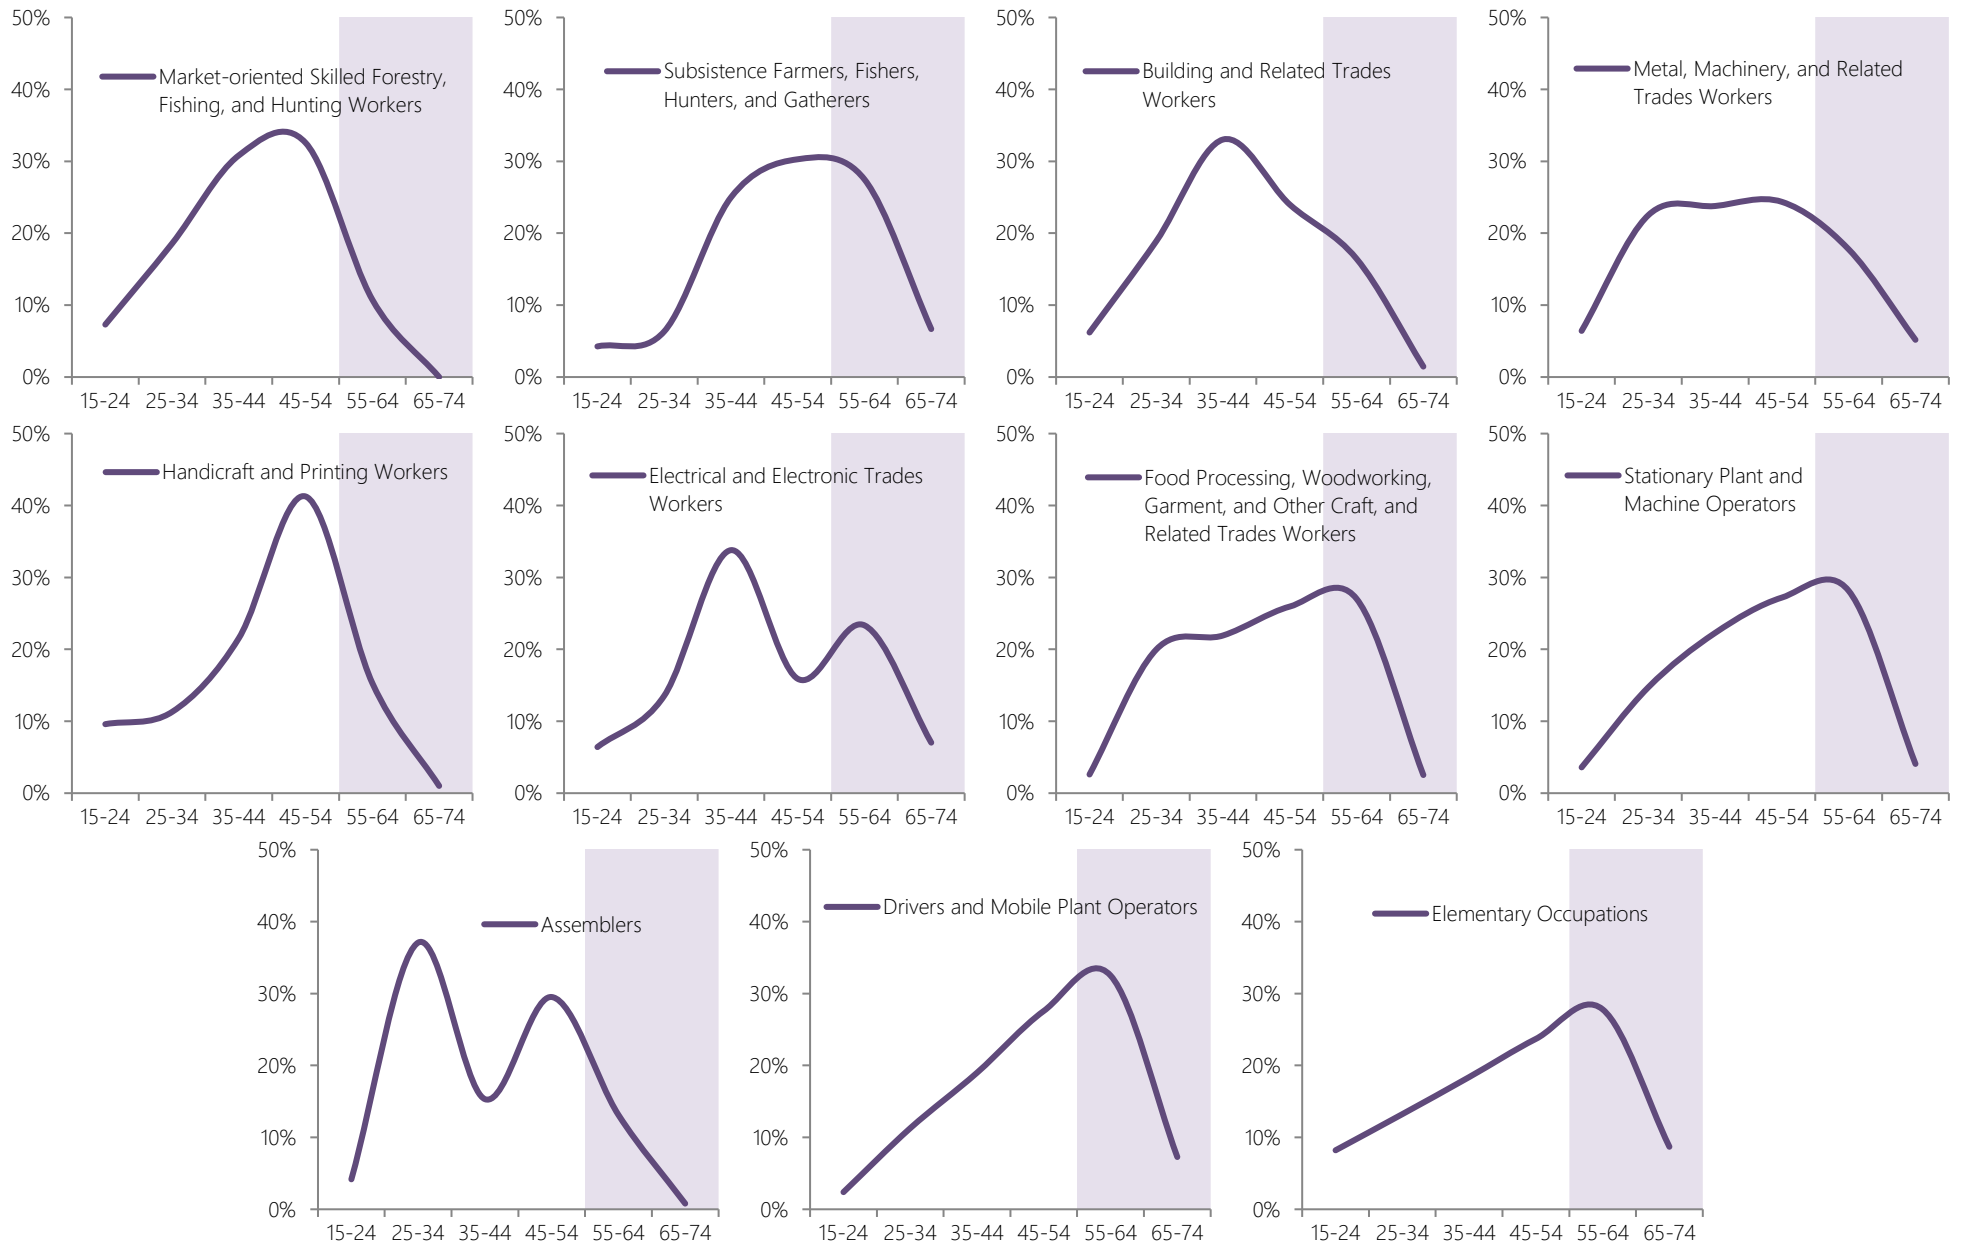 50%
40%
30%
20%
10%
0%
Market-oriented Skilled Forestry,
Fishing, and Hunting Workers
15-24 25-34 35-44 45-54 55-64 65-74
50%
40%
30%
20%
10%
0%
Subsistence Farmers, Fishers,
Hunters, and Gatherers
15-24 25-34 35-44 45-54 55-64 65-74
50%
40%
30%
20%
10%
0%
Building and Related Trades
Workers
15-24 25-34 35-44 45-54 55-64 65-74
50%
40%
30%
20%
10%
0%
Metal, Machinery, and Related
Trades Workers
15-24 25-34 35-44 45-54 55-64 65-74
50%
40%
30%
20%
10%
0%
Handicraft and Printing Workers
15-24 25-34 35-44 45-54 55-64 65-74
50%
40%
30%
20%
10%
0%
Electrical and Electronic Trades
Workers
15-24 25-34 35-44 45-54 55-64 65-74
50%
40%
30%
20%
10%
0%
Food Processing, Woodworking,
Garment, and Other Craft, and
Related Trades Workers
15-24 25-34 35-44 45-54 55-64 65-74
50%
40%
30%
20%
10%
0%
Stationary Plant and
Machine Operators
15-24 25-34 35-44 45-54 55-64 65-74
50%
40%
30%
20%
10%
0%
Assemblers
15-24 25-34 35-44 45-54 55-64 65-74
50%
40%
30%
20%
10%
0%
Drivers and Mobile Plant Operators
15-24 25-34 35-44 45-54 55-64 65-74
50%
40%
30%
20%
10%
0%
Elementary Occupations
15-24 25-34 35-44 45-54 55-64 65-74